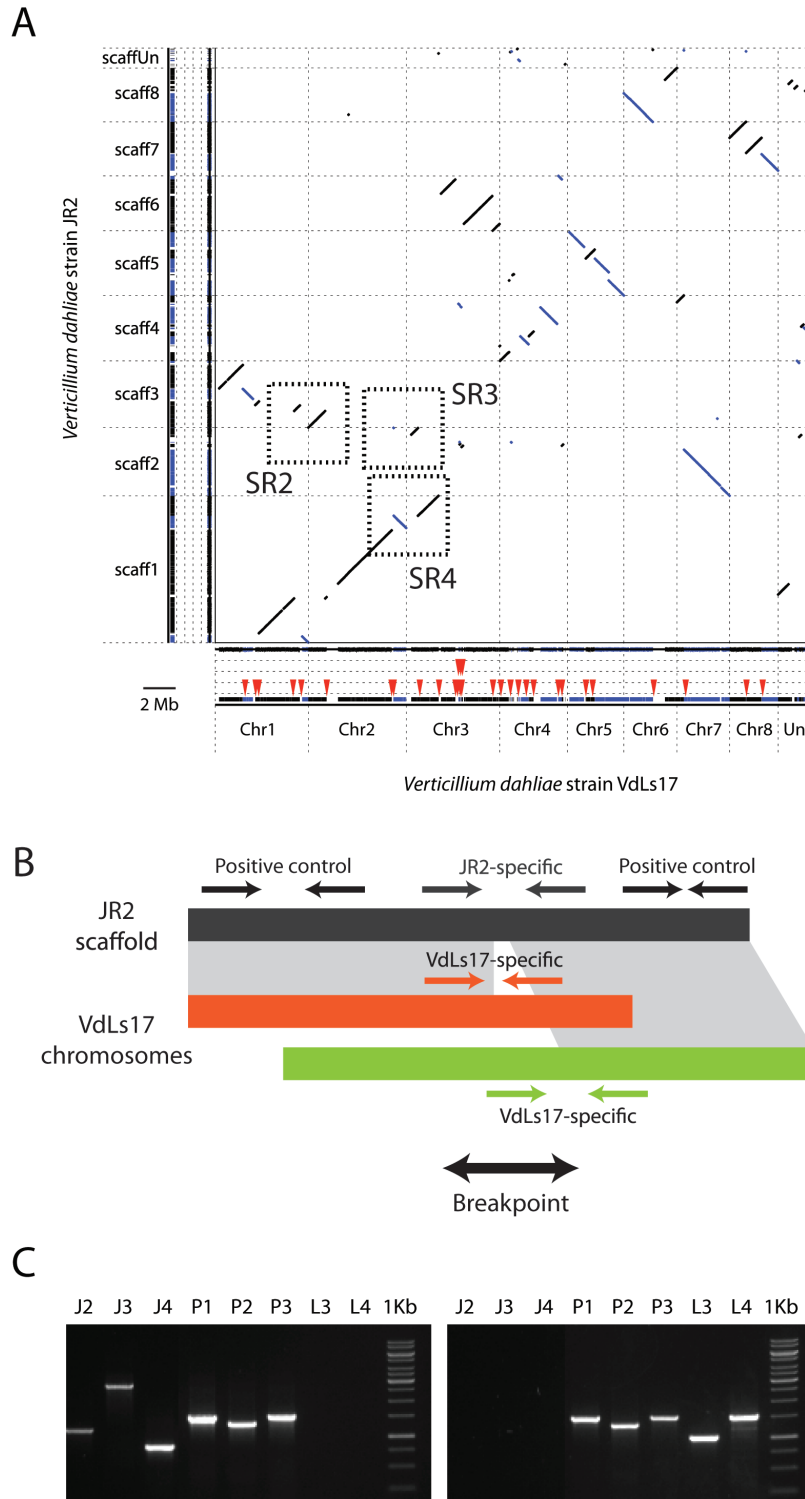 A
scaffUn
scaff8
scaff7
scaff6
scaff5
scaff4
scaff3
scaff2
scaff1
Verticillium dahliae strain JR2
SR2
SR3
SR4
2 Mb
Chr1 Chr2 Chr3 Chr4 Chr5 Chr6 Chr7 Chr8 Un
Verticillium dahliae strain VdLs17
B
Positive control JR2-specific Positive control
JR2
scaffold
VdLs17-specific
VdLs17
chromosomes
VdLs17-specific
Breakpoint
C
J2 J3 J4 P1 P2 P3 L3 L4 1Kb
J2 J3 J4 P1 P2 P3 L3 L4 1Kb